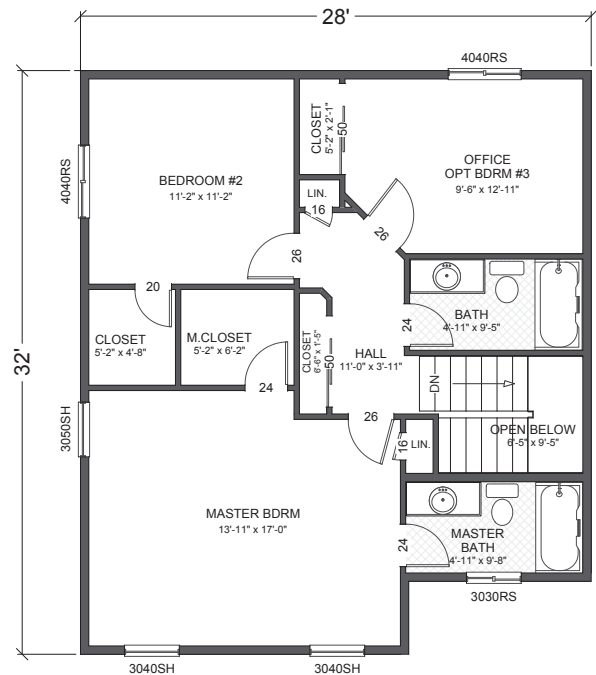 28'
4040RS
CLOSET
5'-2" x 2'-1"
50
OFFICE
OPT BDRM #3
9'-6" x 12'-11"
4040RS
BEDROOM #2
11'-2" x 11'-2"
LIN.
16
26
26
20
BATH
4'-11" x 9'-5"
24
CLOSET
5'-2" x 4'-8"
M.CLOSET
5'-2" x 6'-2"
CLOSET
6'-6" x 1'-5"
50
HALL
11'-0" x 3'-11"
32'
24
DN
3650SH
26
16
LIN.
OPEN BELOW
6'-5" x 9'-5"
MASTER BDRM
13'-11" x 17'-0"
24
MASTER
BATH
4'-11" x 9'-8"
3030RS
3040SH
3040SH